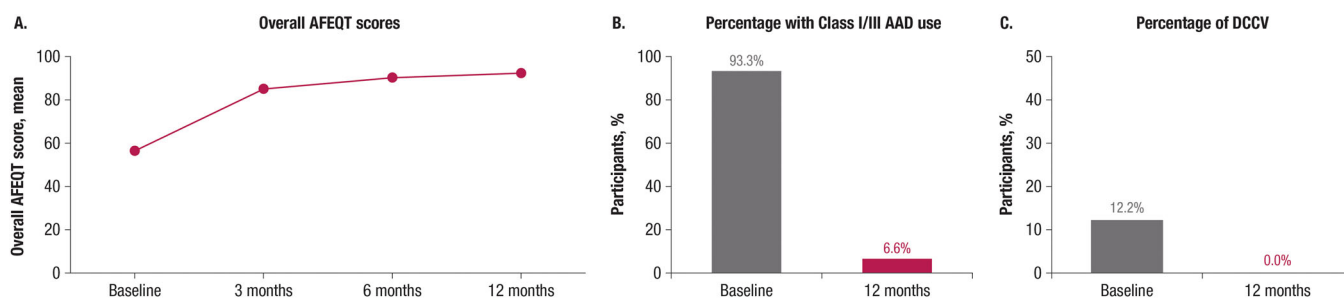 A. Overall AFEQT scores
Overall AFEQT score, mean
100
80
60
40
20
0
Baseline 3 months 6 months 12 months
B. Percentage with Class I/III AAD use
Participants, %
100
80
60
40
20
0
93.3%
6.6%
Baseline 12 months
C. Percentage of DCCV
Participants, %
50
40
30
20
10
0
12.2%
0.0%
Baseline 12 months